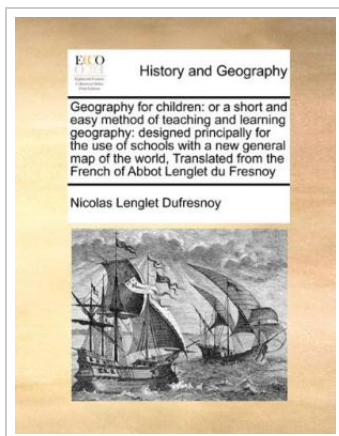 ECCO
History and Geography
Geography for children: or a short and
easy method of teaching and learning
geography: designed principally for
the use of schools with a new general
map of the world, Translated from the
French of Abbot Lenglet du Fresnoy
Nicolas Lenglet Dufresnoy